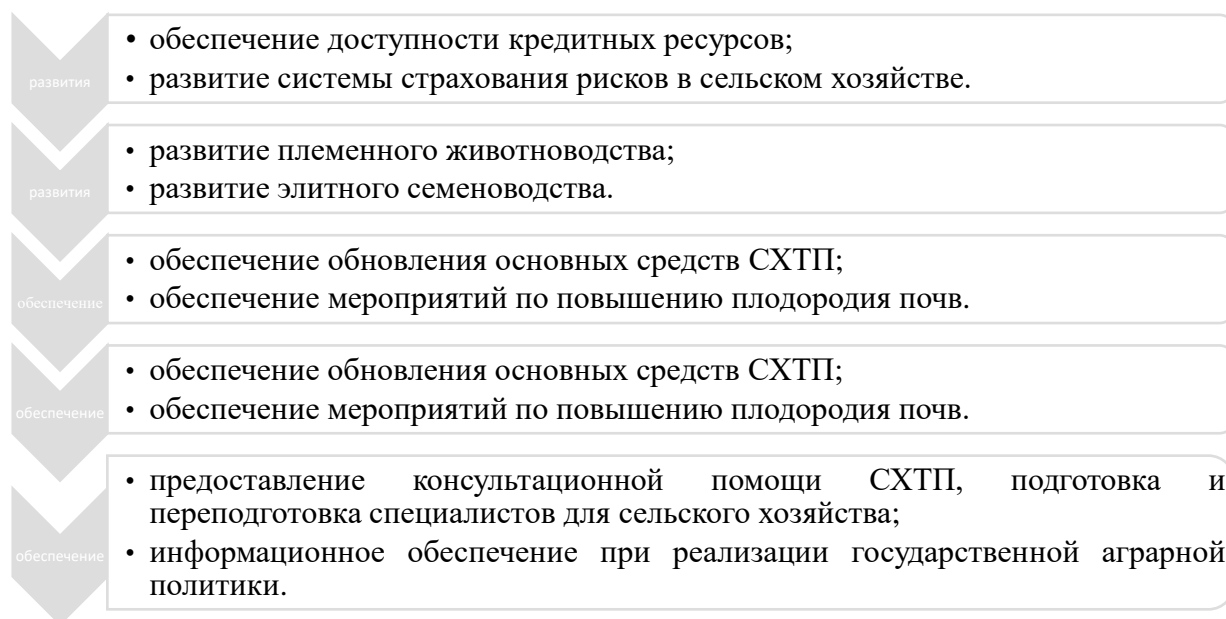 развития
• обеспечение доступности кредитных ресурсов;
• развитие системы страхования рисков в сельском хозяйстве.
развития
• развитие племенного животноводства;
• развитие элитного семеноводства.
обеспечение
• обеспечение обновления основных средств СХТП;
• обеспечение мероприятий по повышению плодородия почв.
обеспечение
• обеспечение обновления основных средств СХТП;
• обеспечение мероприятий по повышению плодородия почв.
обеспечение
• предоставление консультационной помощи СХТП, подготовка и
переподготовка специалистов для сельского хозяйства;
• информационное обеспечение при реализации государственной аграрной
политики.